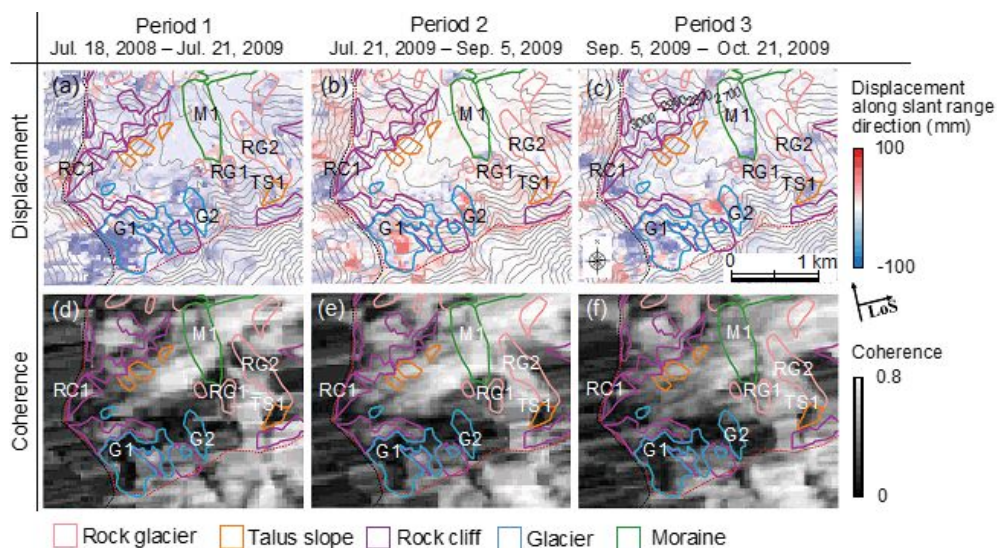 Period 1
Period 2
Period 3
Jul. 18, 2008 – Jul. 21, 2009
Jul. 21, 2009 – Sep. 5, 2009
Sep. 5, 2009 – Oct. 21, 2009
Displacement
(a)
M1
RG2
RC1
RG1
TS1
G2
G1
(b)
M1
RG2
RC1
RG1
TS1
G2
G1
(c)
3000
2900
2800
2700
M1
RG2
RC1
RG1
TS1
G2
G1
N
0 1 km
Displacement
along slant range
direction (mm)
100
-100
LoS
Coherence
(d)
M1
RG2
RC1
RG1
TS1
G2
G1
(e)
M1
RG2
RC1
RG1
TS1
G2
G1
(f)
M1
RG2
RC1
RG1
TS1
G2
G1
Coherence
0.8
0
Rock glacier Talus slope Rock cliff Glacier Moraine